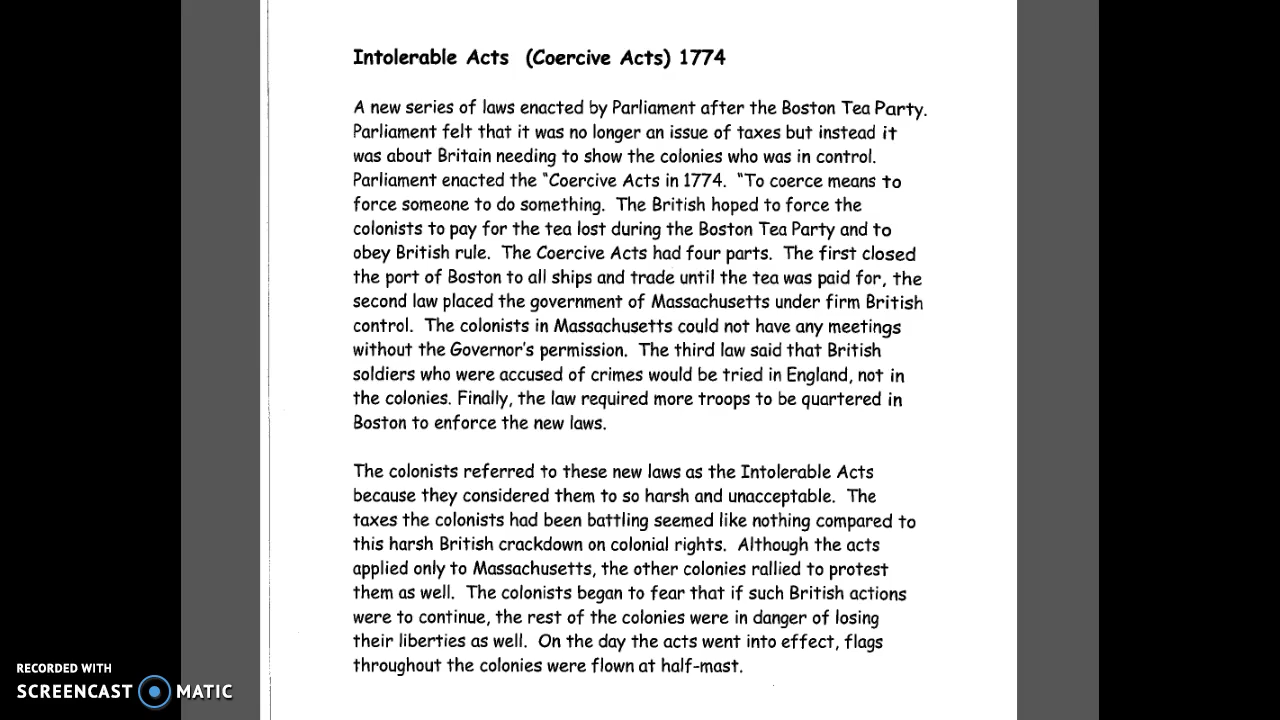 Intolerable Acts (Coercive Acts) 1774
A new series of laws enacted by Parliament after the Boston Tea Party.
Parliament felt that it was no longer an issue of taxes but instead it
was about Britain needing to show the colonies who was in control.
Parliament enacted the "Coercive Acts in 1774. "To coerce means to
force someone to do something. The British hoped to force the
colonists to pay for the tea lost during the Boston Tea Party and to
obey British rule. The Coercive Acts had four parts. The first closed
the port of Boston to all ships and trade until the tea was paid for, the
second law placed the government of Massachusetts under firm British
control. The colonists in Massachusetts could not have any meetings
without the Governor's permission. The third law said that British
soldiers who were accused of crimes would be tried in England, not in
the colonies. Finally, the law required more troops to be quartered in
Boston to enforce the new laws.
The colonists referred to these new laws as the Intolerable Acts
because they considered them to so harsh and unacceptable. The
taxes the colonists had been battling seemed like nothing compared to
this harsh British crackdown on colonial rights. Although the acts
applied only to Massachusetts, the other colonies rallied to protest
them as well. The colonists began to fear that if such British actions
were to continue, the rest of the colonies were in danger of losing
their liberties as well. On the day the acts went into effect, flags
throughout the colonies were flown at half-mast.
RECORDED WITH
SCREENCAST MATIC